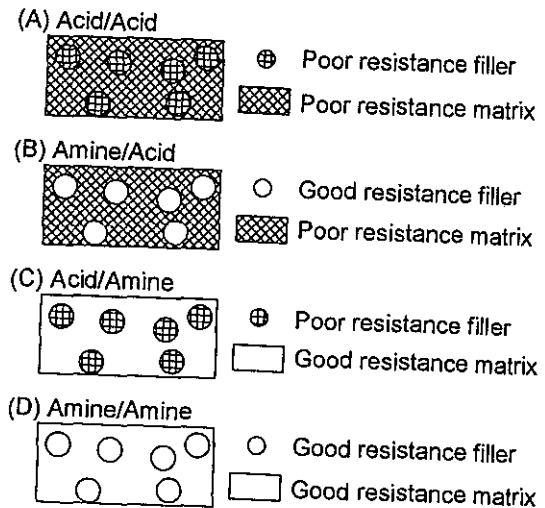 (A) Acid/Acid
Poor resistance filler
Poor resistance matrix
(B) Amine/Acid
Good resistance filler
Poor resistance matrix
(C) Acid/Amine
Poor resistance filler
Good resistance matrix
(D) Amine/Amine
Good resistance filler
Good resistance matrix